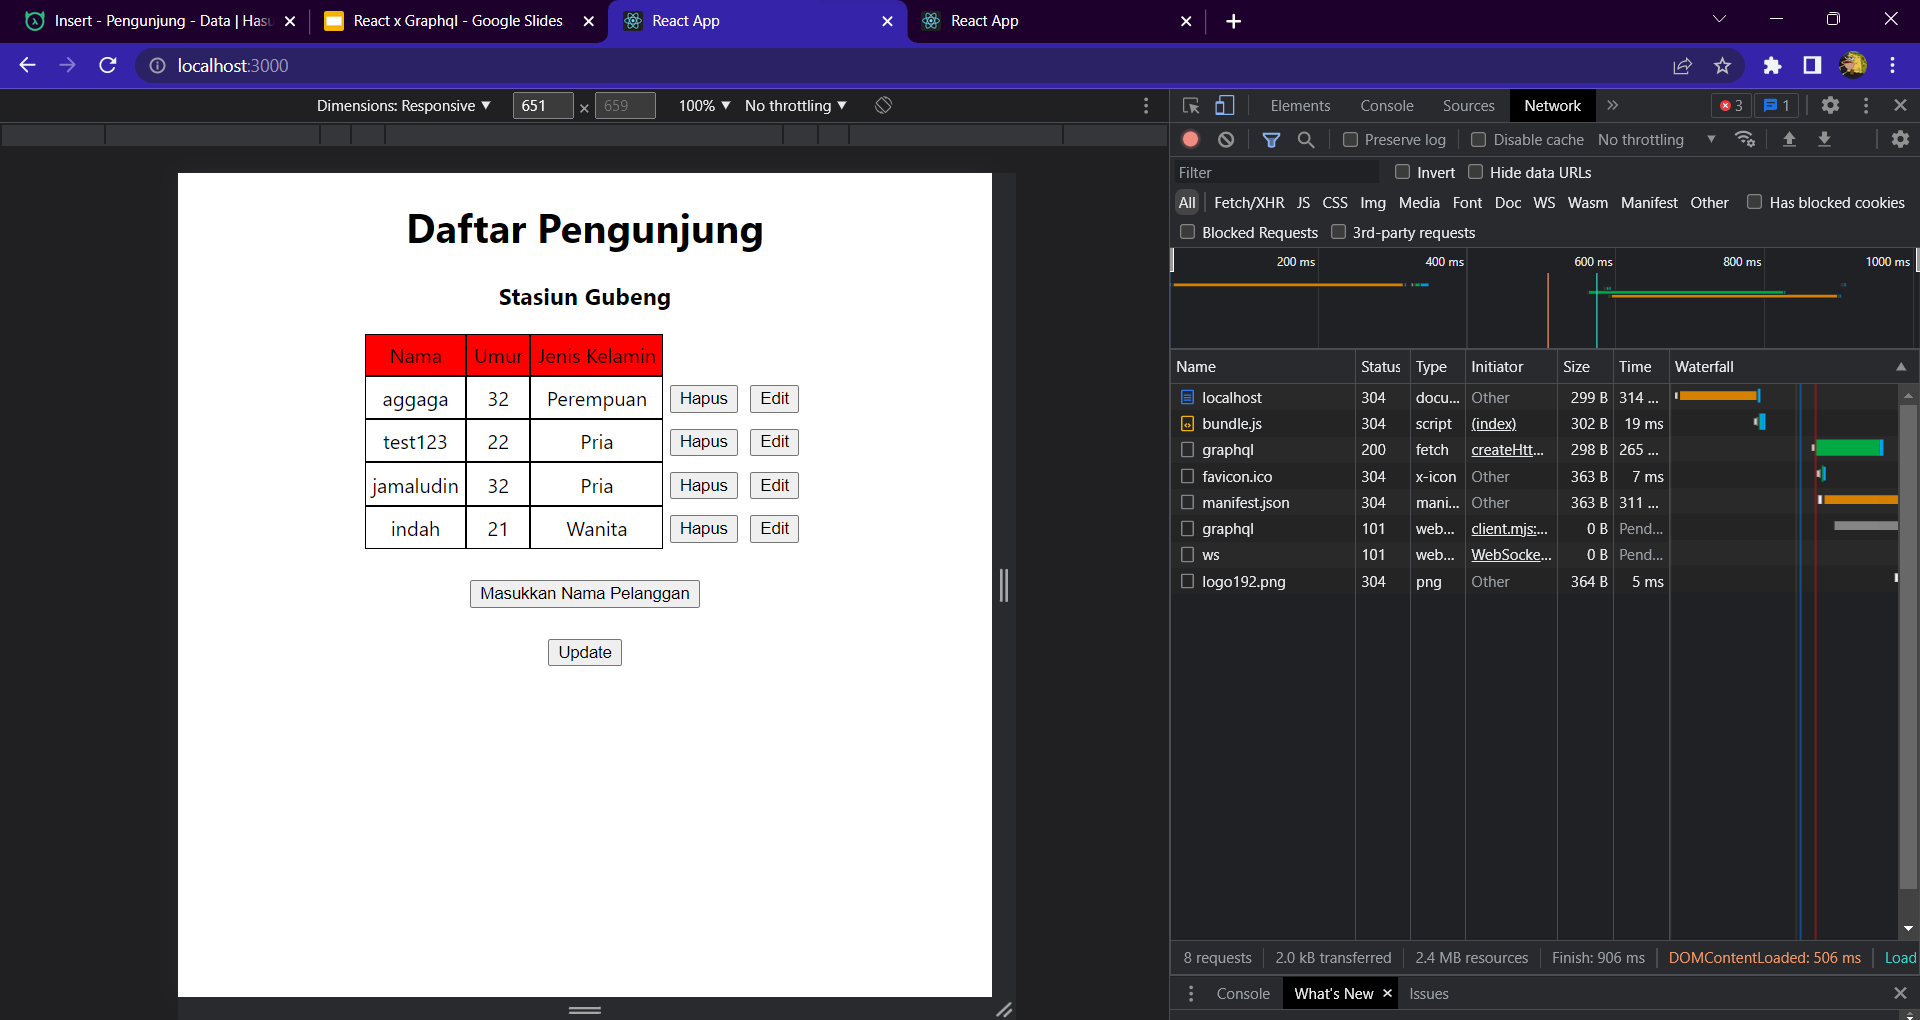 Insert - Pengunjung - Data | Hasu
React x Graphql - Google Slides
React App
React App
localhost:3000
Dimensions: Responsive ▼ 651 × 659 100% ▼ No throttling ▼
Elements Console Sources Network » 3 1
Preserve log Disable cache No throttling ▼
Filter Invert Hide data URLs
All Fetch/XHR JS CSS Img Media Font Doc WS Wasm Manifest Other Has blocked cookies
Blocked Requests 3rd-party requests
200 ms 400 ms 600 ms 800 ms 1000 ms
Daftar Pengunjung
Stasiun Gubeng
Nama Umur Jenis Kelamin
aggaga 32 Perempuan Hapus Edit
test123 22 Pria Hapus Edit
jamaludin 32 Pria Hapus Edit
indah 21 Wanita Hapus Edit
Masukkan Nama Pelanggan
Update
Name Status Type Initiator Size Time Waterfall
localhost 304 docu... Other 299 B 314 ...
bundle.js 304 script (index) 302 B 19 ms
graphql 200 fetch createHtt... 298 B 265 ...
favicon.ico 304 x-icon Other 363 B 7 ms
manifest.json 304 mani... Other 363 B 311 ...
graphql 101 web... client.mjs:... 0 B Pend...
ws 101 web... WebSocke... 0 B Pend...
logo192.png 304 png Other 364 B 5 ms
8 requests 2.0 kB transferred 2.4 MB resources Finish: 906 ms DOMContentLoaded: 506 ms Load
Console What's New × Issues